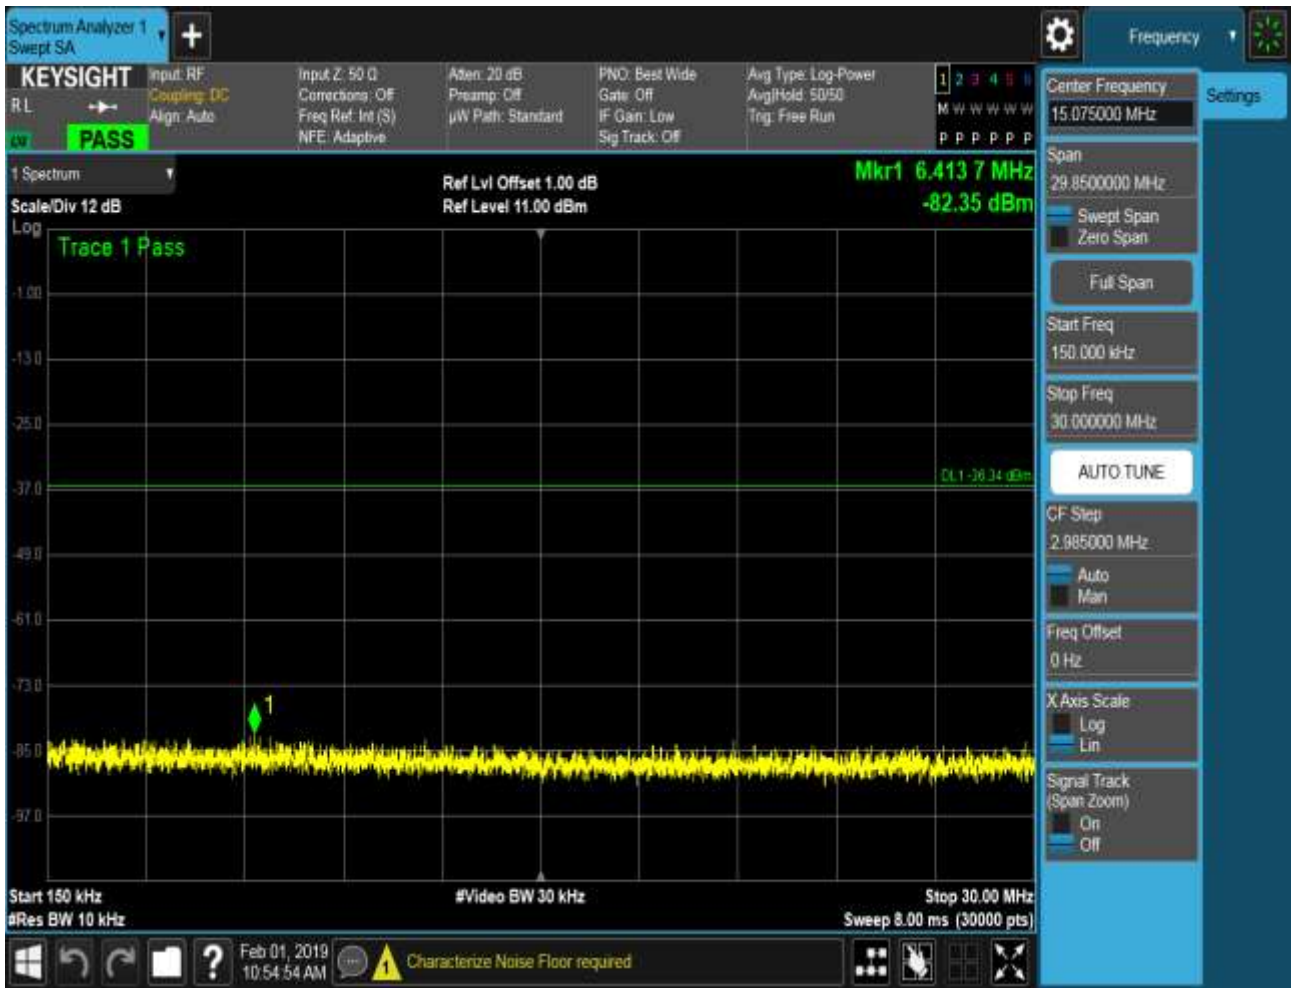 Spectrum Analyzer 1
Swept SA
+
Frequency
KEYSIGHT
R L
PASS
Input: RF
Coupling: DC
Align: Auto
Input Z: 50 Ω
Corrections: Off
Freq Ref: Int (S)
NFE: Adaptive
Atten: 20 dB
Preamp: Off
µW Path: Standard
PNO: Best Wide
Gate: Off
IF Gain: Low
Sig Track: Off
Avg Type: Log-Power
Avg|Hold: 50/50
Trig: Free Run
1 2 3 4 5 6
M W W W W W
P P P P P P
1 Spectrum
Scale/Div 12 dB
Log
Ref Lvl Offset 1.00 dB
Ref Level 11.00 dBm
Mkr1 6.413 7 MHz
-82.35 dBm
Trace 1 Pass
-1.00
-13.0
-25.0
-37.0
-49.0
-61.0
-73.0
-85.0
-97.0
DL1 -36.34 dBm
1
Start 150 kHz
#Res BW 10 kHz
#Video BW 30 kHz
Stop 30.00 MHz
Sweep 8.00 ms (30000 pts)
Center Frequency
15.075000 MHz
Settings
Span
29.8500000 MHz
Swept Span
Zero Span
Full Span
Start Freq
150.000 kHz
Stop Freq
30.000000 MHz
AUTO TUNE
CF Step
2.985000 MHz
Auto
Man
Freq Offset
0 Hz
X Axis Scale
Log
Lin
Signal Track
(Span Zoom)
On
Off
?
Feb 01, 2019
10:54:54 AM
Characterize Noise Floor required